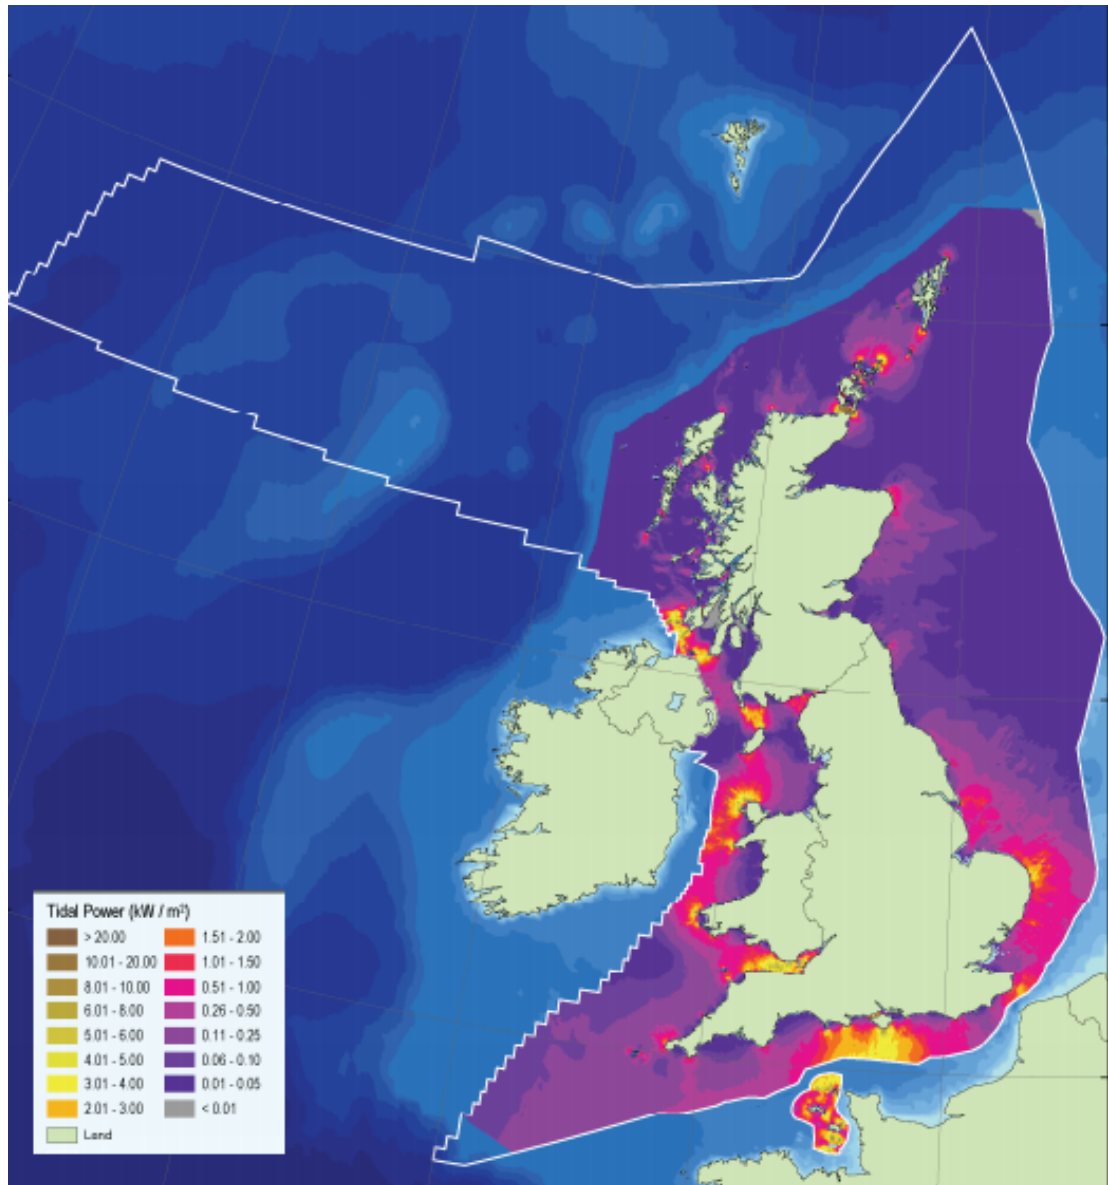 Tidal Power (kW / m²)
> 20.00 1.51 - 2.00
10.01 - 20.00 1.01 - 1.50
8.01 - 10.00 0.51 - 1.00
6.01 - 8.00 0.26 - 0.50
5.01 - 6.00 0.11 - 0.25
4.01 - 5.00 0.06 - 0.10
3.01 - 4.00 0.01 - 0.05
2.01 - 3.00 < 0.01
Land